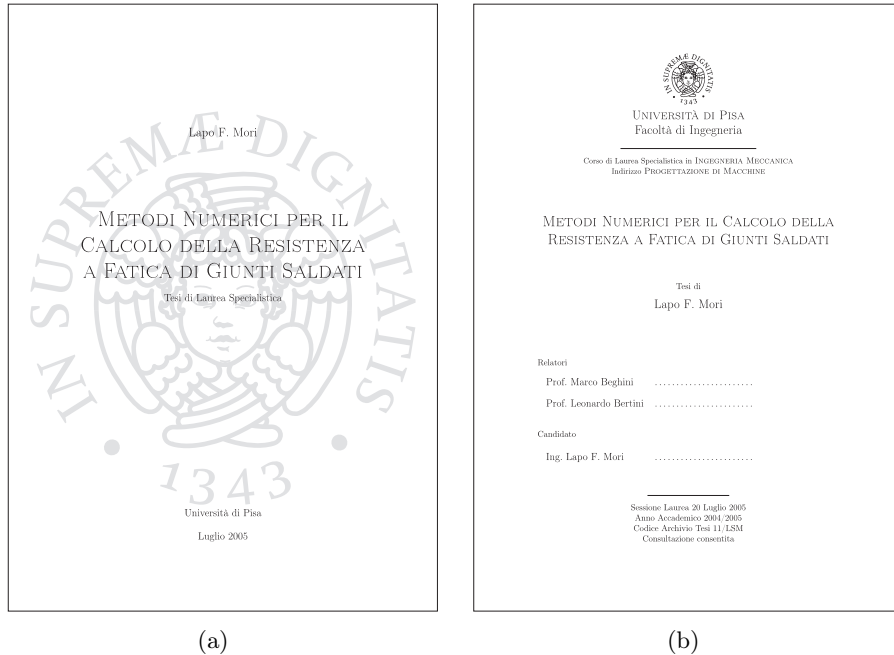 Lapo F. Mori
IN SUPREMÆ DIGNITATIS
METODI NUMERICI PER IL
CALCOLO DELLA RESISTENZA
A FATICA DI GIUNTI SALDATI
Tesi di Laurea Specialistica
1343
Università di Pisa
Luglio 2005
(a)
IN SUPREMÆ DIGNITATIS
1343
UNIVERSITÀ DI PISA
Facoltà di Ingegneria
Corso di Laurea Specialistica in INGEGNERIA MECCANICA
Indirizzo PROGETTAZIONE DI MACCHINE
METODI NUMERICI PER IL CALCOLO DELLA
RESISTENZA A FATICA DI GIUNTI SALDATI
Tesi di
Lapo F. Mori
Relatori
Prof. Marco Beghini .......................
Prof. Leonardo Bertini .......................
Candidato
Ing. Lapo F. Mori .......................
Sessione Laurea 20 Luglio 2005
Anno Accademico 2004/2005
Codice Archivio Tesi 11/LSM
Consultazione consentita
(b)